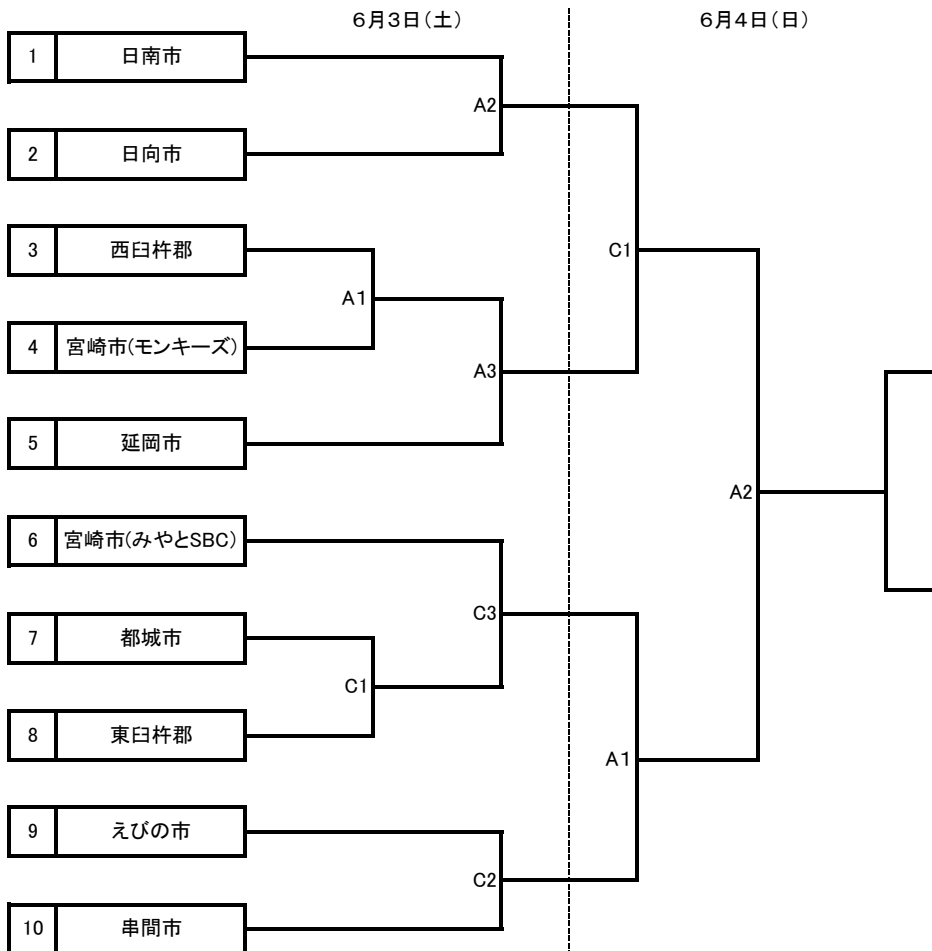 6月3日(土)
6月4日(日)
1 日南市
A2
2 日向市
3 西臼杵郡
C1
A1
4 宮崎市(モンキーズ)
A3
5 延岡市
A2
6 宮崎市(みやとSBC)
C3
7 都城市
C1
8 東臼杵郡
A1
9 えびの市
C2
10 串間市